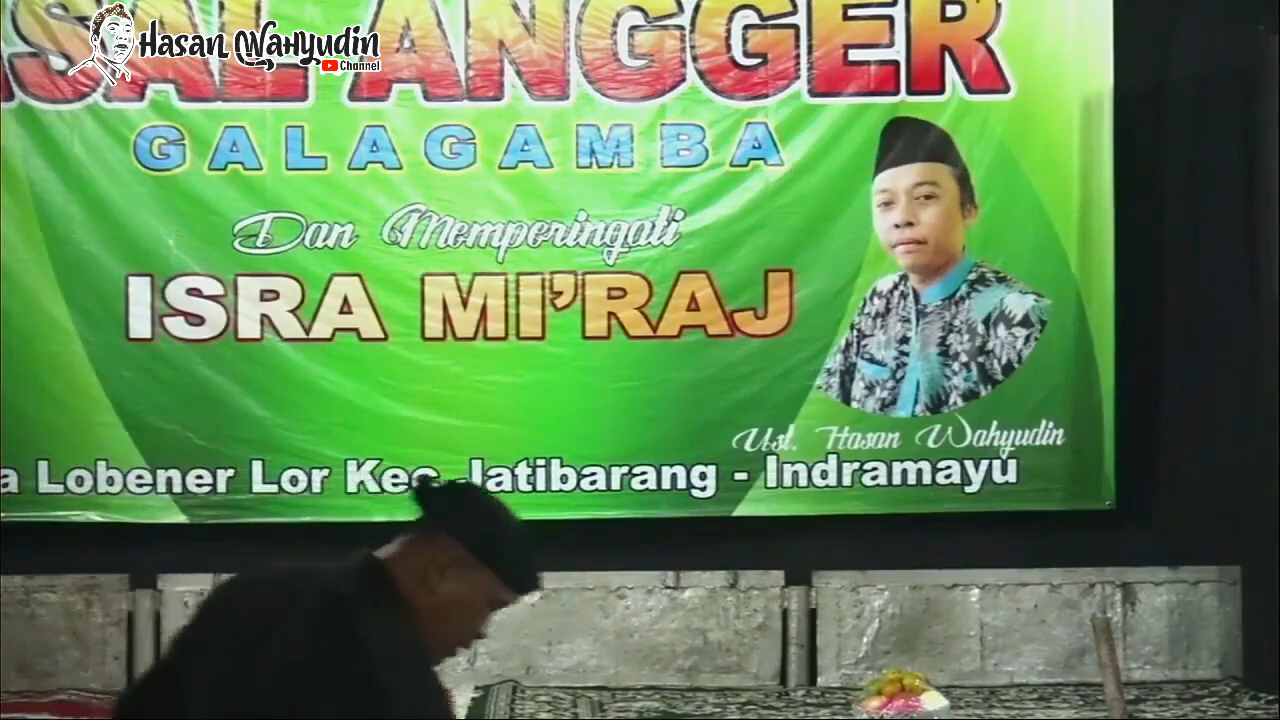 Hasan Wahyudin
Channel
ANGGER
GALAGAMBA
Dan Memperingati
ISRA MI'RAJ
Ust. Hasan Wahyudin
Lobener Lor Kec. Jatibarang - Indramayu